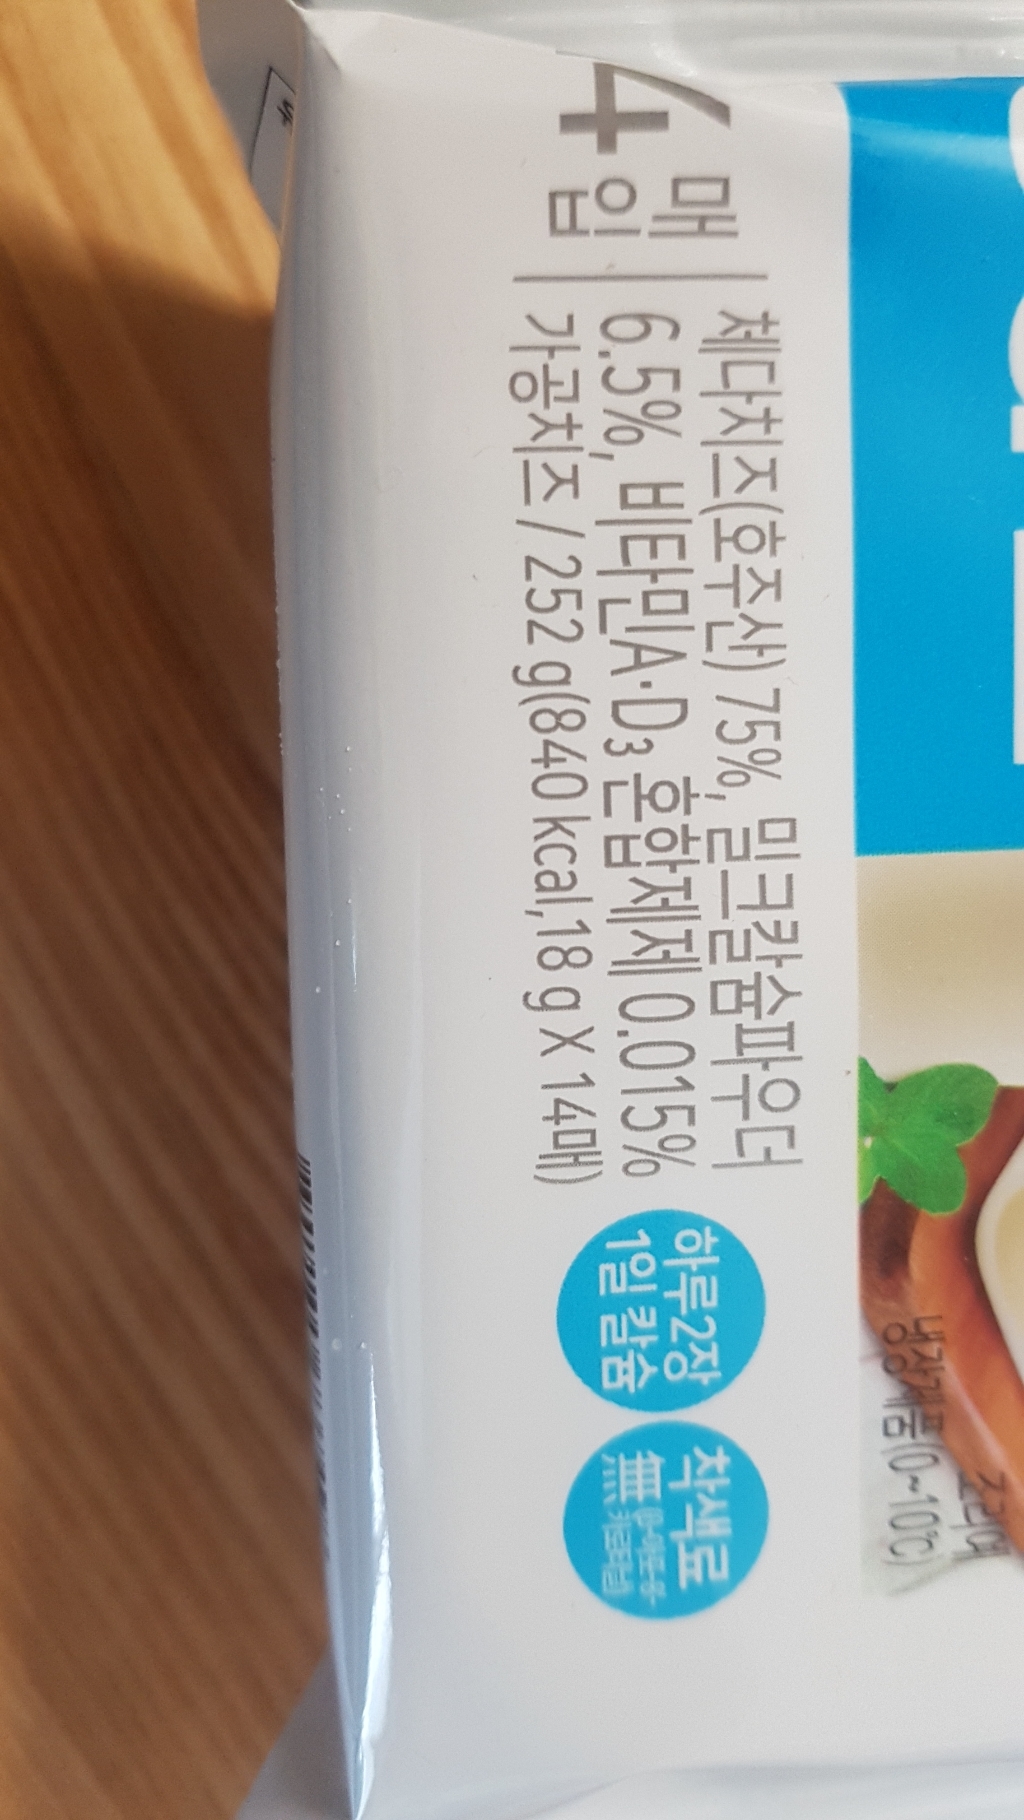 4
매
입
체다치즈(호주산) 75%, 밀크칼슘파우더
6.5%, 비타민A·D₃ 혼합제제 0.015%
가공치즈 / 252 g(840 kcal,18 g X 14매)
하루2장
1일 칼슘
착색료
無
냉장제품(0~10℃)
조리예